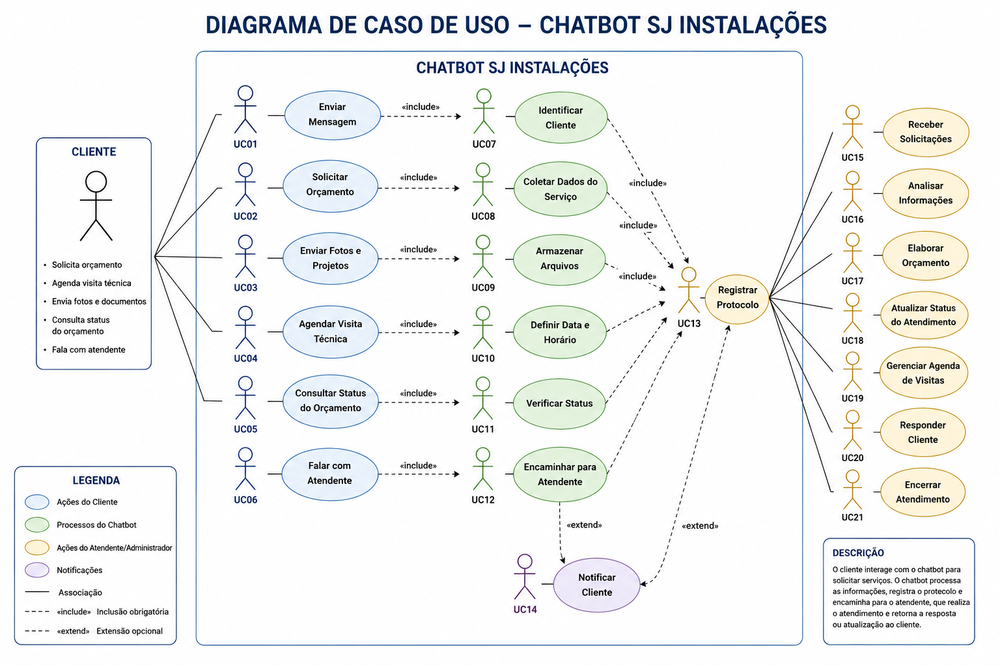 DIAGRAMA DE CASO DE USO – CHATBOT SJ INSTALAÇÕES
CHATBOT SJ INSTALAÇÕES
CLIENTE
• Solicita orçamento
• Agenda visita técnica
• Envia fotos e documentos
• Consulta status
do orçamento
• Fala com atendente
UC01
Enviar
Mensagem
«include»
UC07
Identificar
Cliente
UC02
Solicitar
Orçamento
«include»
UC08
Coletar Dados do
Serviço
UC03
Enviar Fotos e
Projetos
«include»
UC09
Armazenar
Arquivos
UC04
Agendar Visita
Técnica
«include»
UC10
Definir Data e
Horário
UC05
Consultar Status
do Orçamento
«include»
UC11
Verificar Status
UC06
Falar com
Atendente
«include»
UC12
Encaminhar para
Atendente
«include»
«include»
«include»
UC13
Registrar
Protocolo
«extend»
«extend»
UC14
Notificar
Cliente
UC15
Receber
Solicitações
UC16
Analisar
Informações
UC17
Elaborar
Orçamento
UC18
Atualizar Status
do Atendimento
UC19
Gerenciar Agenda
de Visitas
UC20
Responder
Cliente
UC21
Encerrar
Atendimento
LEGENDA
Ações do Cliente
Processos do Chatbot
Ações do Atendente/Administrador
Notificações
Associação
«include» Inclusão obrigatória
«extend» Extensão opcional
DESCRIÇÃO
O cliente interage com o chatbot para
solicitar serviços. O chatbot processa
as informações, registra o protecolo e
encaminha para o atendente, que realiza
o atendimento e retorna a resposta
ou atualização ao cliente.